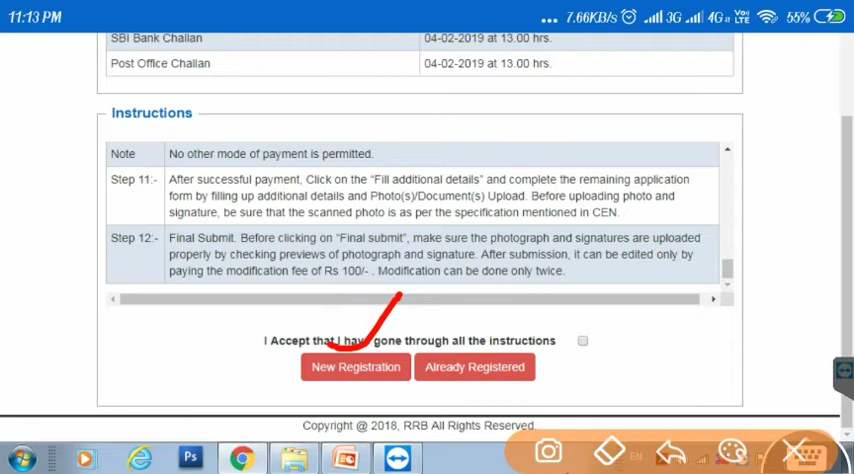 11:13 PM ... 7.66KB/s 3G 4G VoLTE 55%
SBI Bank Challan 04-02-2019 at 13.00 hrs.
Post Office Challan 04-02-2019 at 13.00 hrs.
Instructions
Note No other mode of payment is permitted.
Step 11:- After successful payment, Click on the “Fill additional details” and complete the remaining application
form by filling up additional details and Photo(s)/Document(s) Upload. Before uploading photo and
signature, be sure that the scanned photo is as per the specification mentioned in CEN.
Step 12:- Final Submit. Before clicking on “Final submit”, make sure the photograph and signatures are uploaded
properly by checking previews of photograph and signature. After submission, it can be edited only by
paying the modification fee of Rs 100/- . Modification can be done only twice.
I Accept that I have gone through all the instructions
New Registration Already Registered
Copyright @ 2018, RRB All Rights Reserved.
Ps EN